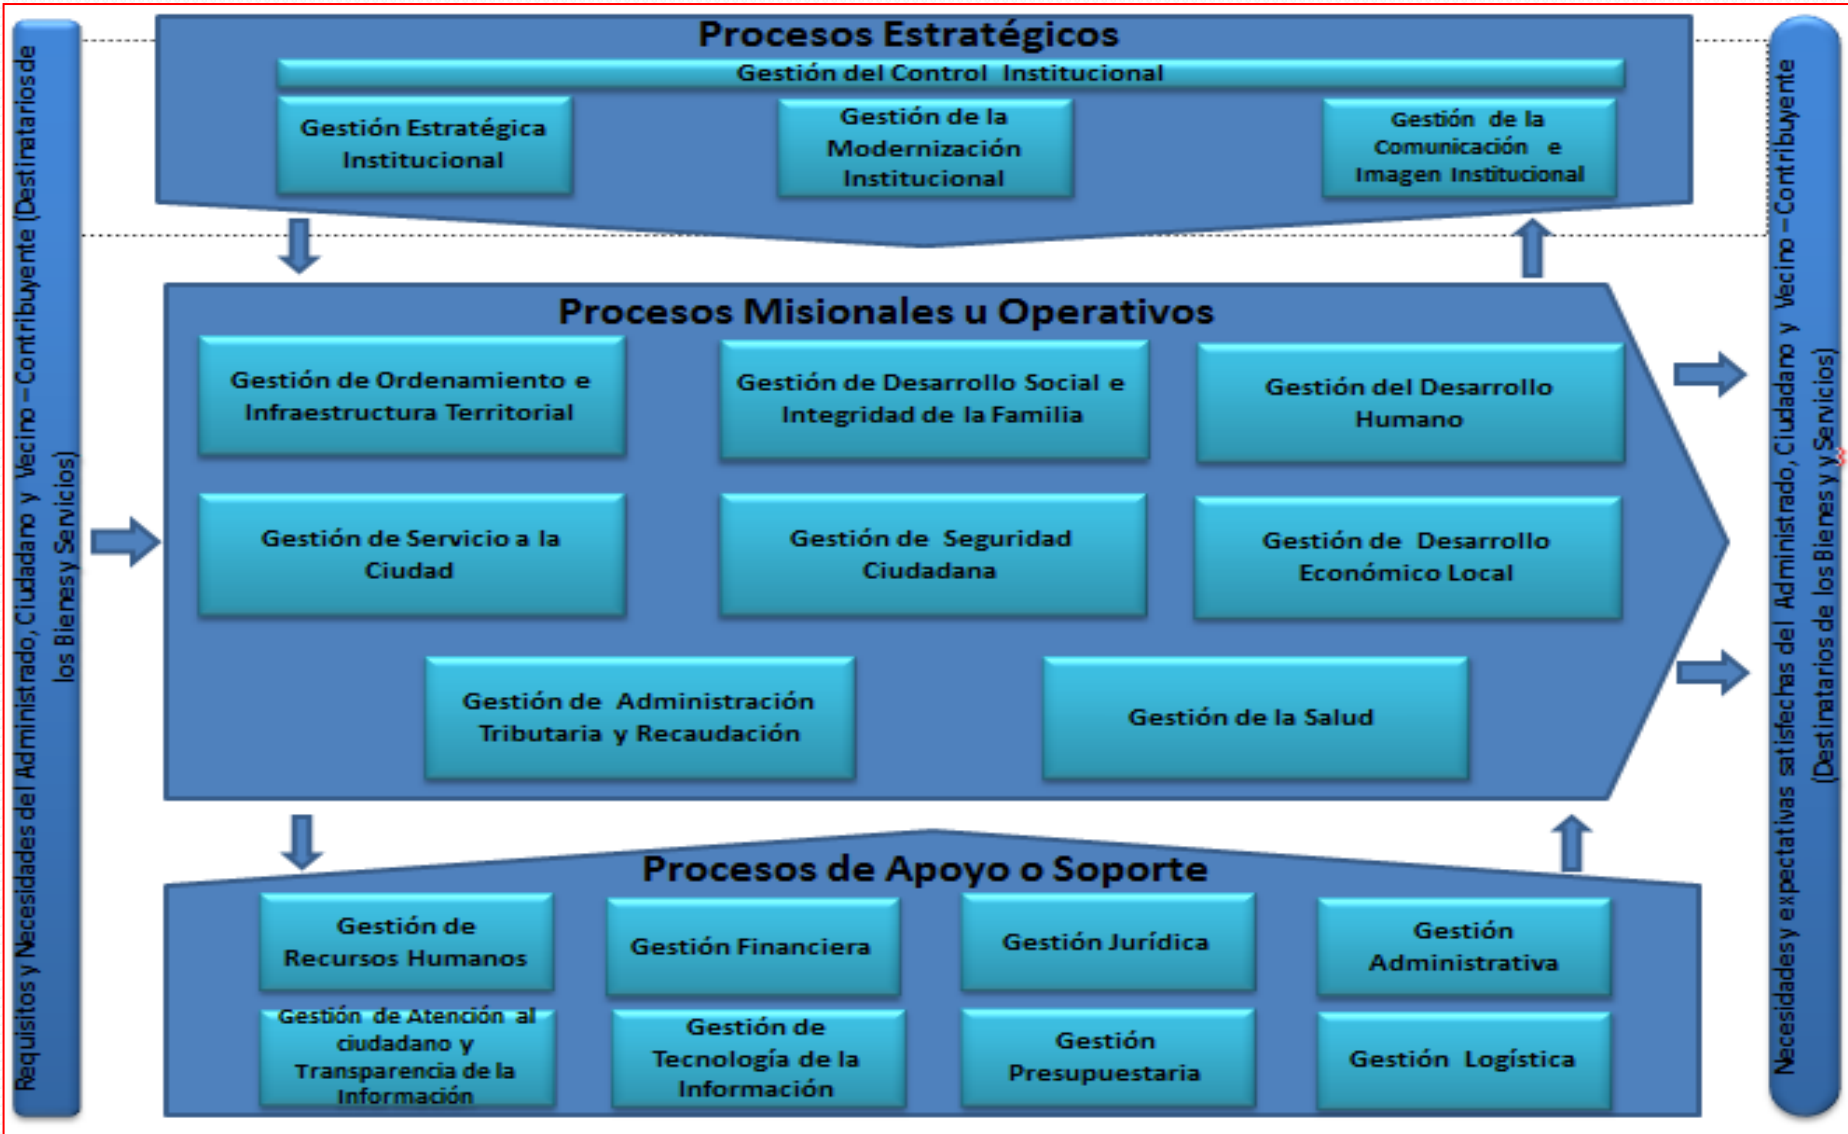 Requisitos y Necesidades del Administrado, Ciudadano y Vecino – Contribuyente (Destinatarios de
los Bienes y Servicios)
Procesos Estratégicos
Gestión del Control Institucional
Gestión Estratégica
Institucional
Gestión de la
Modernización
Institucional
Gestión de la
Comunicación e
Imagen Institucional
Procesos Misionales u Operativos
Gestión de Ordenamiento e
Infraestructura Territorial
Gestión de Desarrollo Social e
Integridad de la Familia
Gestión del Desarrollo
Humano
Gestión de Servicio a la
Ciudad
Gestión de Seguridad
Ciudadana
Gestión de Desarrollo
Económico Local
Gestión de Administración
Tributaria y Recaudación
Gestión de la Salud
Procesos de Apoyo o Soporte
Gestión de
Recursos Humanos
Gestión Financiera
Gestión Jurídica
Gestión
Administrativa
Gestión de Atención al
ciudadano y
Transparencia de la
Información
Gestión de
Tecnología de la
Información
Gestión
Presupuestaria
Gestión Logística
Necesidades y expectativas satisfechas del Administrado, Ciudadano y Vecino – Contribuyente
(Destinatarios de los Bienes y Servicios)